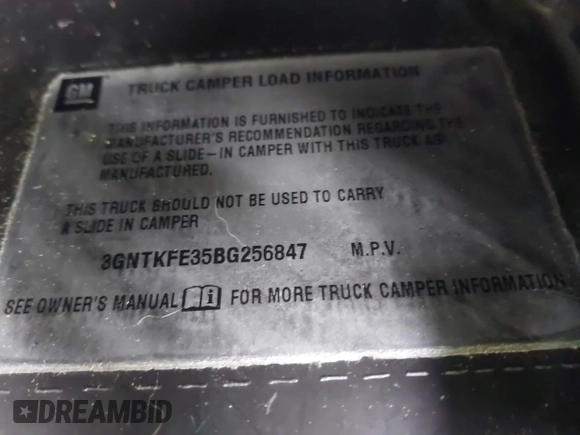 GM TRUCK CAMPER LOAD INFORMATION
THIS INFORMATION IS FURNISHED TO INDICATE THE
MANUFACTURER'S RECOMMENDATION REGARDING THE
USE OF A SLIDE-IN CAMPER WITH THIS TRUCK AS
MANUFACTURED.
THIS TRUCK SHOULD NOT BE USED TO CARRY
A SLIDE IN CAMPER
3GNTKFE35BG256847 M.P.V.
SEE OWNER'S MANUAL FOR MORE TRUCK CAMPER INFORMATION
DREAMBID